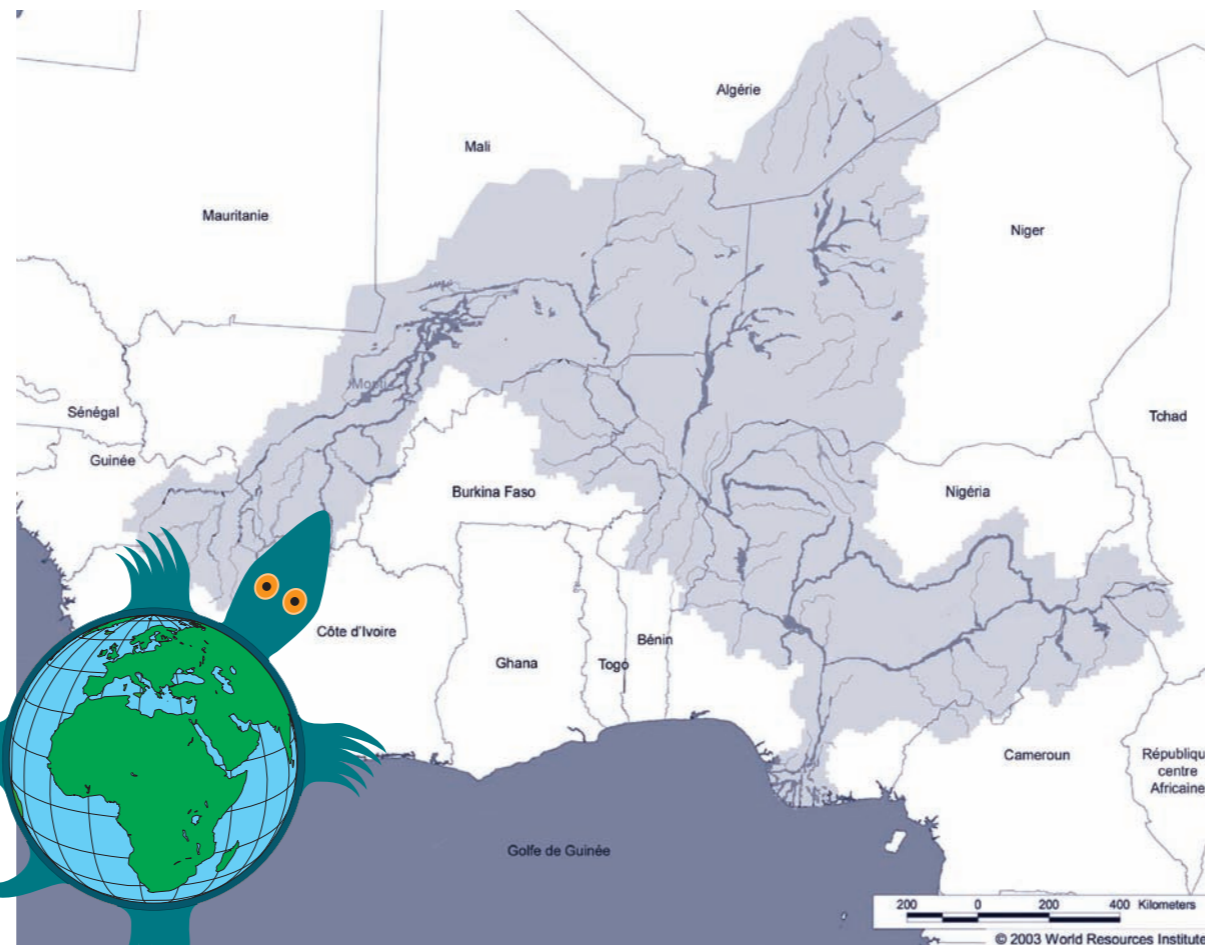 Algérie
Mali
Mauritanie
Niger
Sénégal
Tchad
Guinée
Burkina Faso
Nigéria
Côte d'Ivoire
Bénin
Ghana
Togo
Cameroun
République
centre
Africaine
Golfe de Guinée
200 0 200 400 Kilometers
© 2003 World Resources Institute